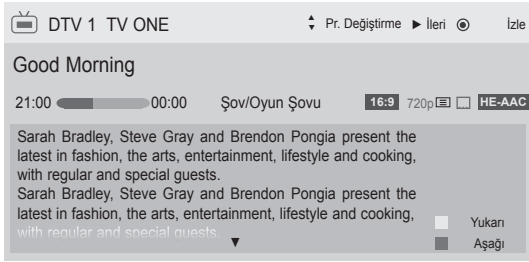 DTV 1 TV ONE Pr. Değiştirme İleri İzle
Good Morning
21:00 00:00 Şov/Oyun Şovu 16:9 720p HE-AAC
Sarah Bradley, Steve Gray and Brendon Pongia present the
latest in fashion, the arts, entertainment, lifestyle and cooking,
with regular and special guests.
Sarah Bradley, Steve Gray and Brendon Pongia present the
latest in fashion, the arts, entertainment, lifestyle and cooking,
with regular and special guests.
Yukarı
Aşağı